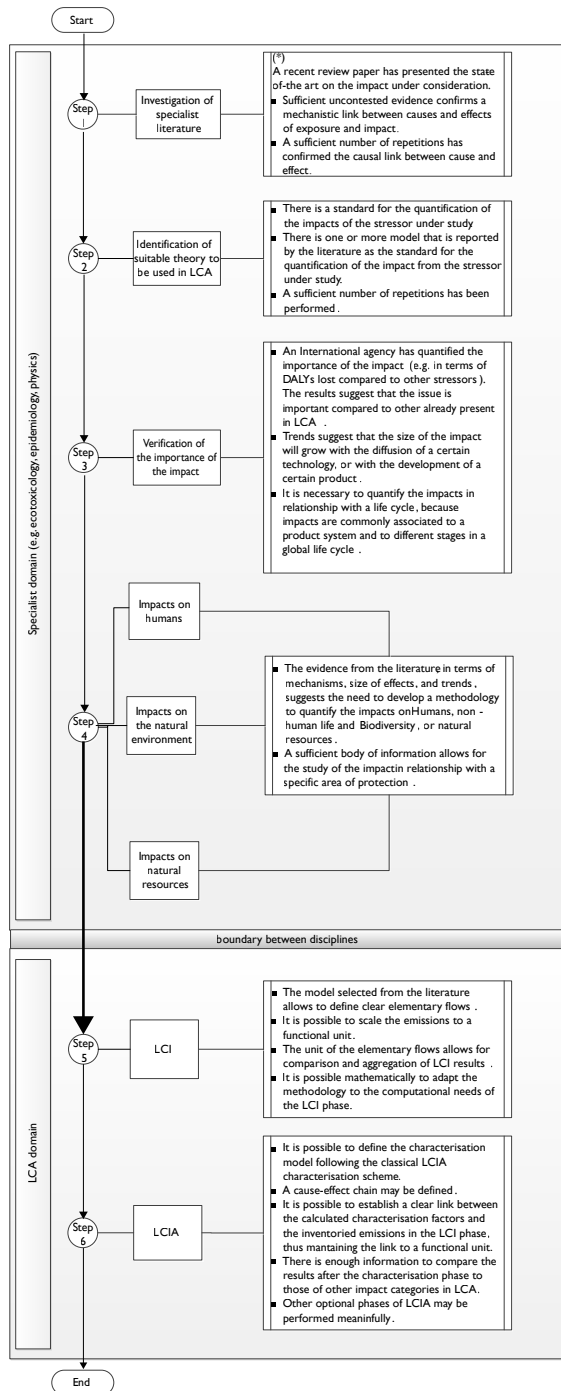 Start
Specialist domain (e.g. ecotoxicology, epidemiology, physics)
Step
1
Investigation of
specialist
literature
(*)
A recent review paper has presented the state-
of-the art on the impact under consideration.
▪ Sufficient uncontested evidence confirms a
mechanistic link between causes and effects
of exposure and impact.
▪ A sufficient number of repetitions has
confirmed the causal link between cause and
effect.
Step
2
Identification of
suitable theory to
be used in LCA
▪ There is a standard for the quantification of
the impacts of the stressor under study
▪ There is one or more model that is reported
by the literature as the standard for the
quantification of the impact from the stressor
under study.
▪ A sufficient number of repetitions has been
performed .
Step
3
Verification of
the importance of
the impact
▪ An International agency has quantified the
importance of the impact (e.g. in terms of
DALYs lost compared to other stressors ).
The results suggest that the issue is
important compared to other already present
in LCA .
▪ Trends suggest that the size of the impact
will grow with the diffusion of a certain
technology, or with the development of a
certain product .
▪ It is necessary to quantify the impacts in
relationship with a life cycle, because
impacts are commonly associated to a
product system and to different stages in a
global life cycle .
Step
4
Impacts on
humans
Impacts on
the natural
environment
Impacts on
natural
resources
▪ The evidence from the literature, in terms of
mechanisms, size of effects, and trends ,
suggests the need to develop a methodology
to quantify the impacts onHumans, non -
human life and Biodiversity , or natural
resources .
▪ A sufficient body of information allows for
the study of the impactin relationship with a
specific area of protection .
boundary between disciplines
LCA domain
Step
5
LCI
▪ The model selected from the literature
allows to define clear elementary flows .
▪ It is possible to scale the emissions to a
functional unit.
▪ The unit of the elementary flows allows for
comparison and aggregation of LCI results .
▪ It is possible mathematically to adapt the
methodology to the computational needs of
the LCI phase.
Step
6
LCIA
▪ It is possible to define the characterisation
model following the classical LCIA
characterisation scheme.
▪ A cause-effect chain may be defined .
▪ It is possible to establish a clear link between
the calculated characterisation factors and
the inventoried emissions in the LCI phase,
thus mantaining the link to a functional unit.
▪ There is enough information to compare the
results after the characterisation phase to
those of other impact categories in LCA.
▪ Other optional phases of LCIA may be
performed meaninfully .
End